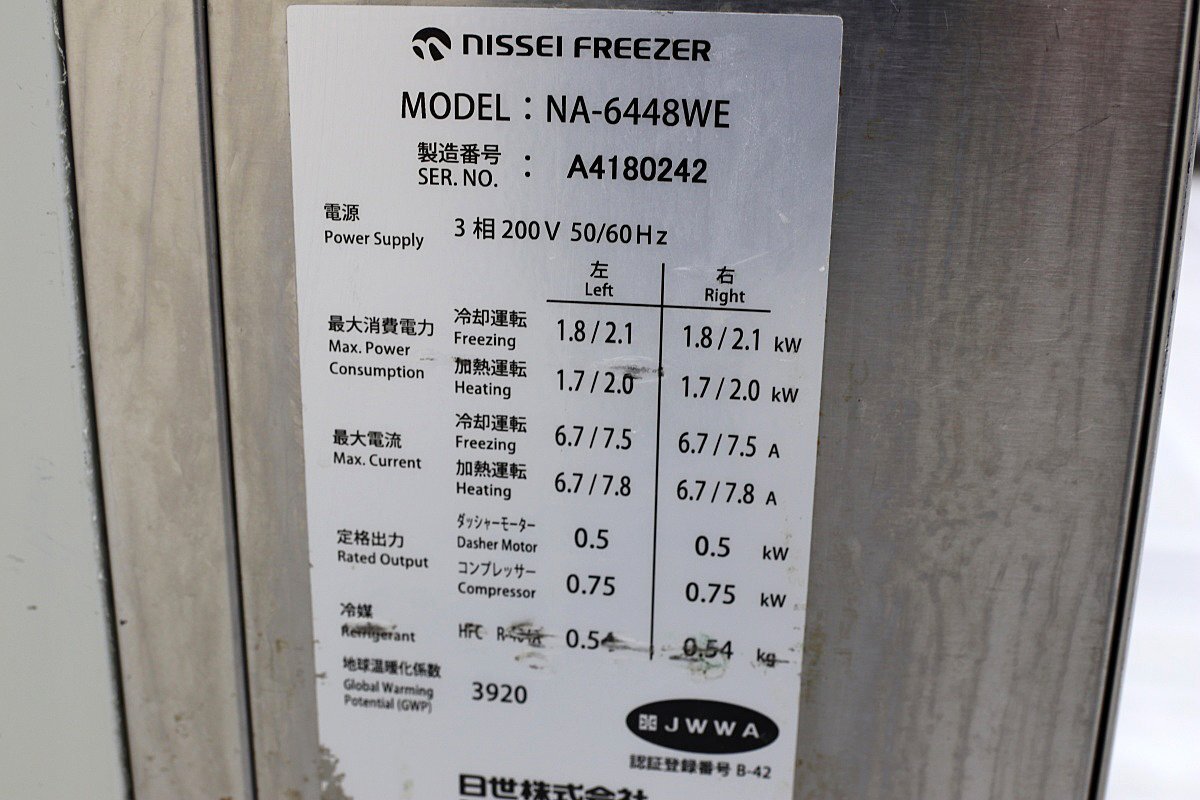 NISSEI FREEZER
MODEL：NA-6448WE
製造番号
SER. NO. ： A4180242
電源
Power Supply 3 相 200 V 50/60Hz
左 右
Left Right
最大消費電力 冷却運転
Max. Power Freezing 1.8 / 2.1 1.8 / 2.1 kW
Consumption 加熱運転
Heating 1.7 / 2.0 1.7 / 2.0 kW
最大電流 冷却運転
Max. Current Freezing 6.7 / 7.5 6.7 / 7.5 A
加熱運転
Heating 6.7 / 7.8 6.7 / 7.8 A
定格出力 ダッシャーモーター
Rated Output Dasher Motor 0.5 0.5 kW
コンプレッサー
Compressor 0.75 0.75 kW
冷媒
Refrigerant HFC 0.54 0.54 kg
地球温暖化係数
Global Warming
Potential (GWP) 3920
JWWA
認証登録番号 B-42
日世株式会社